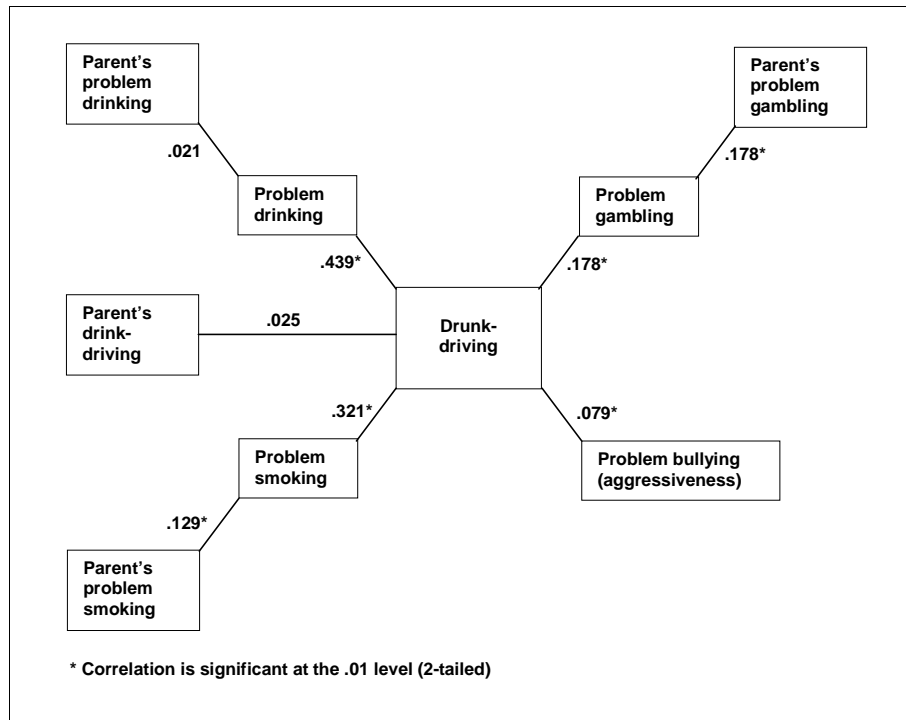 Parent's
problem
drinking
Parent's
problem
gambling
.021
.178*
Problem
drinking
Problem
gambling
.439*
.178*
Parent's
drink-
driving
.025
Drunk-
driving
.321*
.079*
Problem
smoking
Problem bullying
(aggressiveness)
.129*
Parent's
problem
smoking
* Correlation is significant at the .01 level (2-tailed)